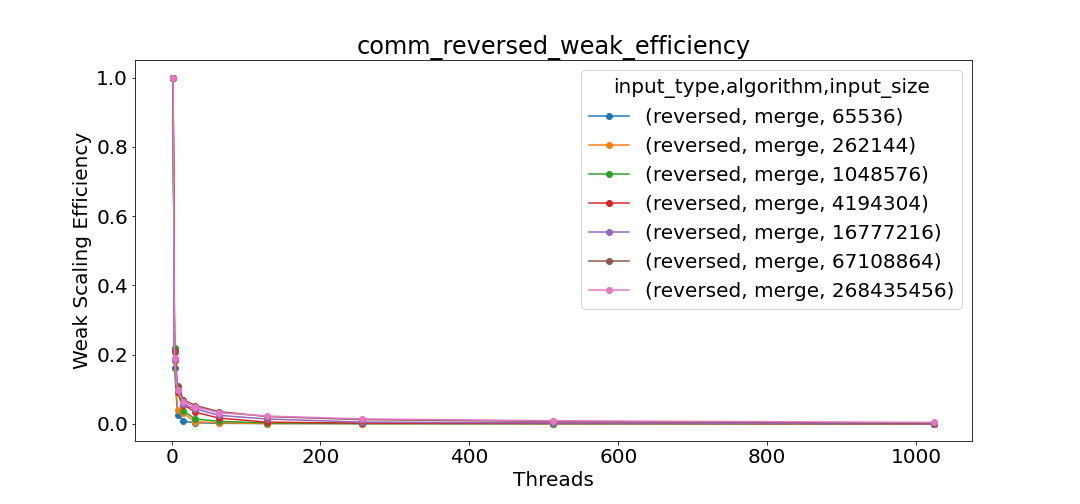 comm_reversed_weak_efficiency
input_type,algorithm,input_size
(reversed, merge, 65536)
(reversed, merge, 262144)
(reversed, merge, 1048576)
(reversed, merge, 4194304)
(reversed, merge, 16777216)
(reversed, merge, 67108864)
(reversed, merge, 268435456)
Weak Scaling Efficiency
1.0
0.8
0.6
0.4
0.2
0.0
0 200 400 600 800 1000
Threads